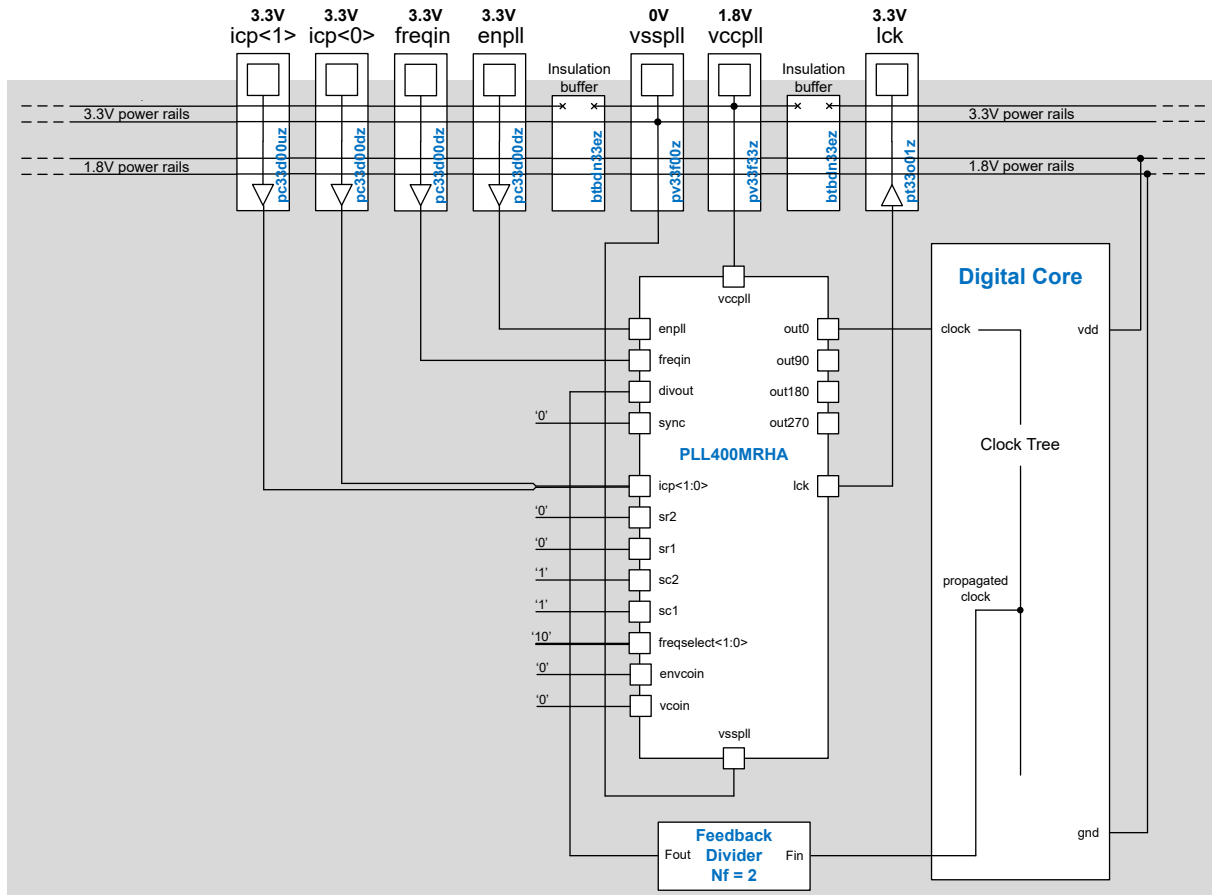 3.3V 3.3V 3.3V 3.3V 0V 1.8V 3.3V
icp<1> icp<0> freqin enpll vsspll vccpll lck
Insulation
buffer
Insulation
buffer
3.3V power rails
3.3V power rails
1.8V power rails
1.8V power rails
pc33d00uz
pc33d00dz
pc33d00dz
pc33d00dz
btbdn33ez
pv33f00z
pv33f33z
btbdn33ez
pt33o01z
vccpll
enpll
freqin
divout
'0' sync
PLL400MRHA
icp<1:0>
'0' sr2
'0' sr1
'1' sc2
'1' sc1
'10' freqselect<1:0>
'0' envcoin
'0' vcoin
vsspll
out0
out90
out180
out270
lck
Digital Core
clock
vdd
Clock Tree
propagated
clock
gnd
Feedback
Fout Divider Fin
Nf = 2